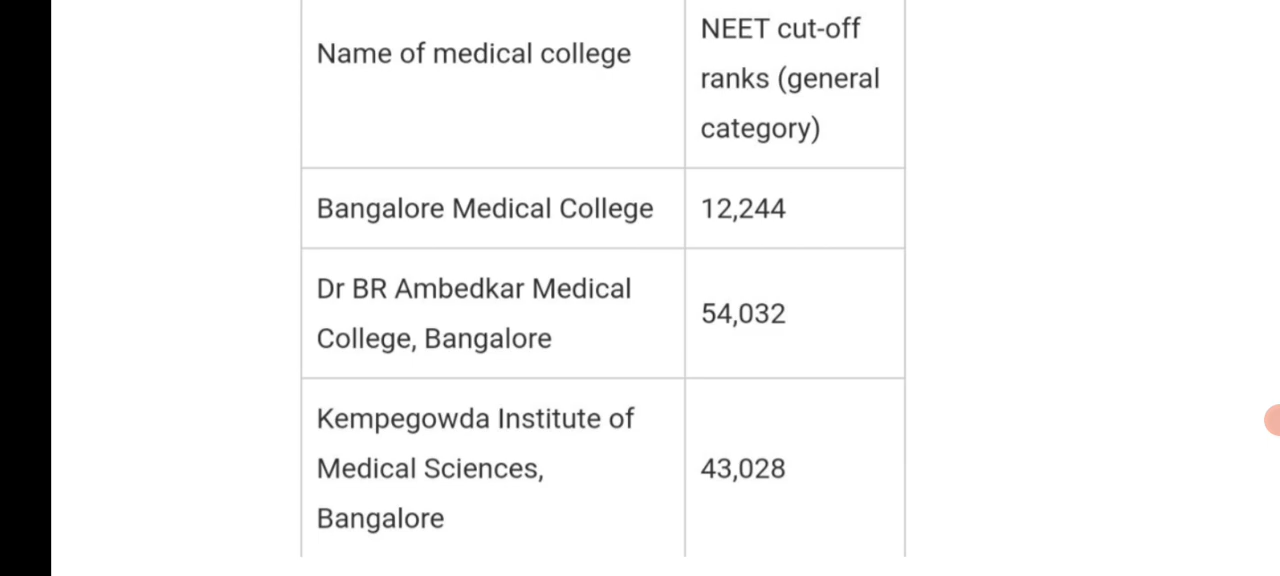 Name of medical college
NEET cut-off
ranks (general
category)
Bangalore Medical College
12,244
Dr BR Ambedkar Medical
College, Bangalore
54,032
Kempegowda Institute of
Medical Sciences,
Bangalore
43,028